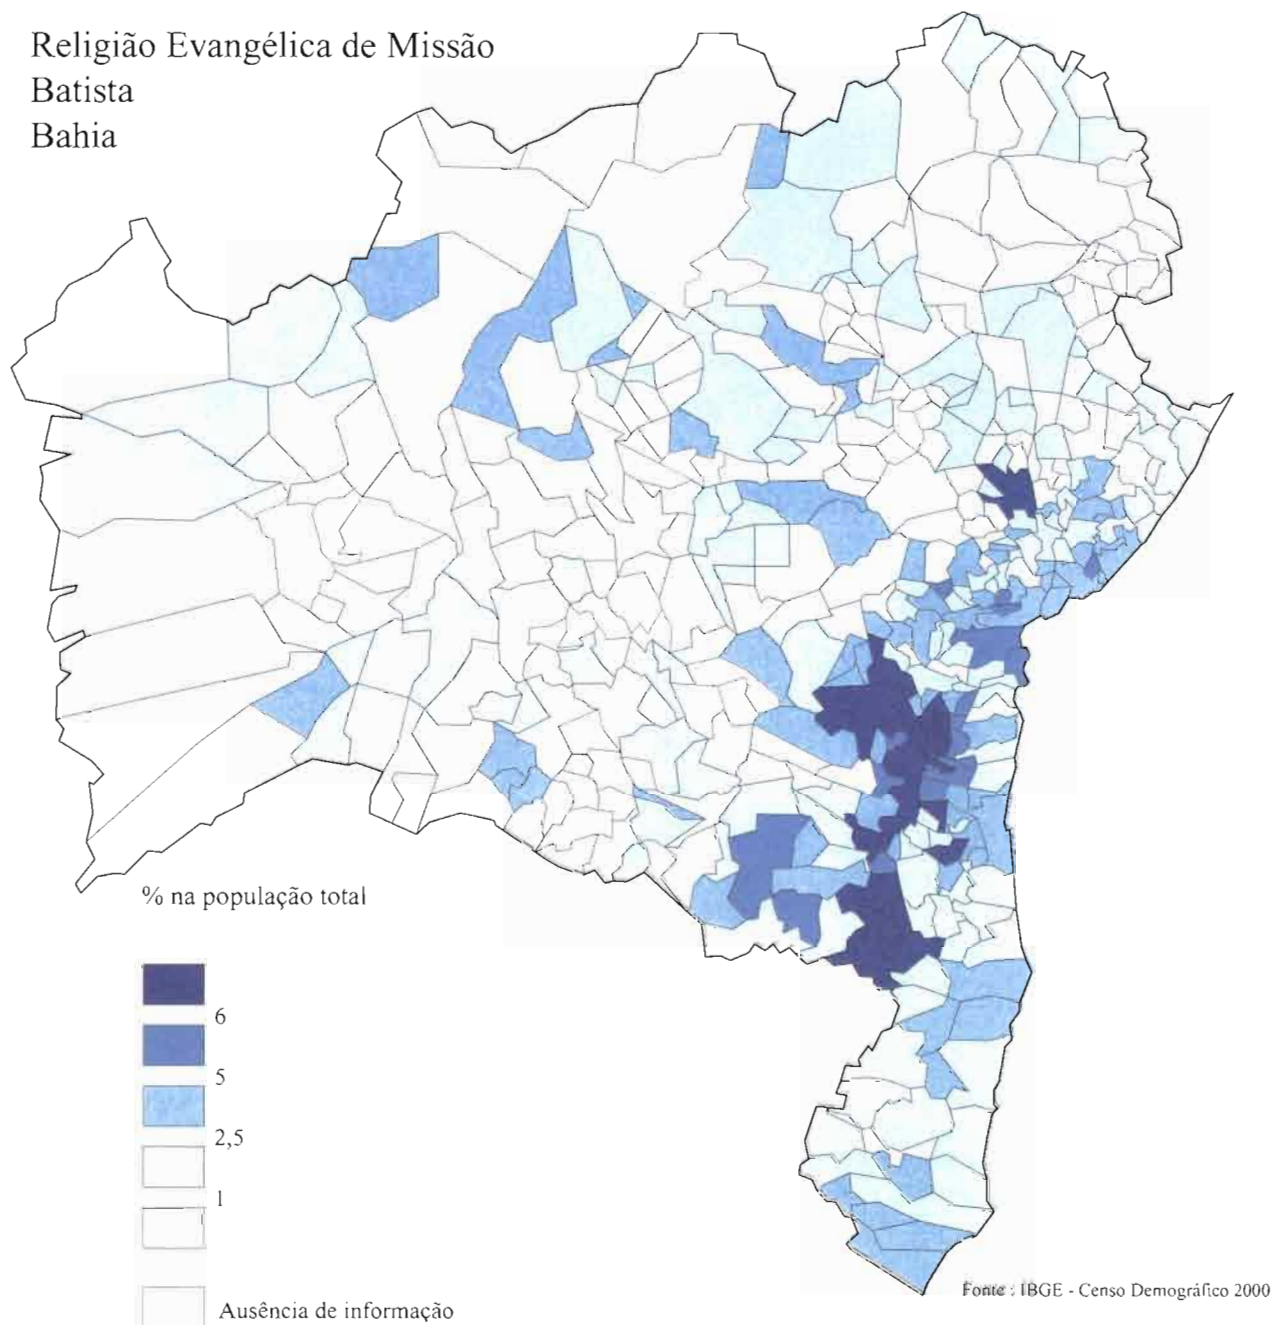 Religião Evangélica de Missão
Batista
Bahia
% na população total
6
5
2,5
1
Ausência de informação
Fonte : IBGE - Censo Demográfico 2000